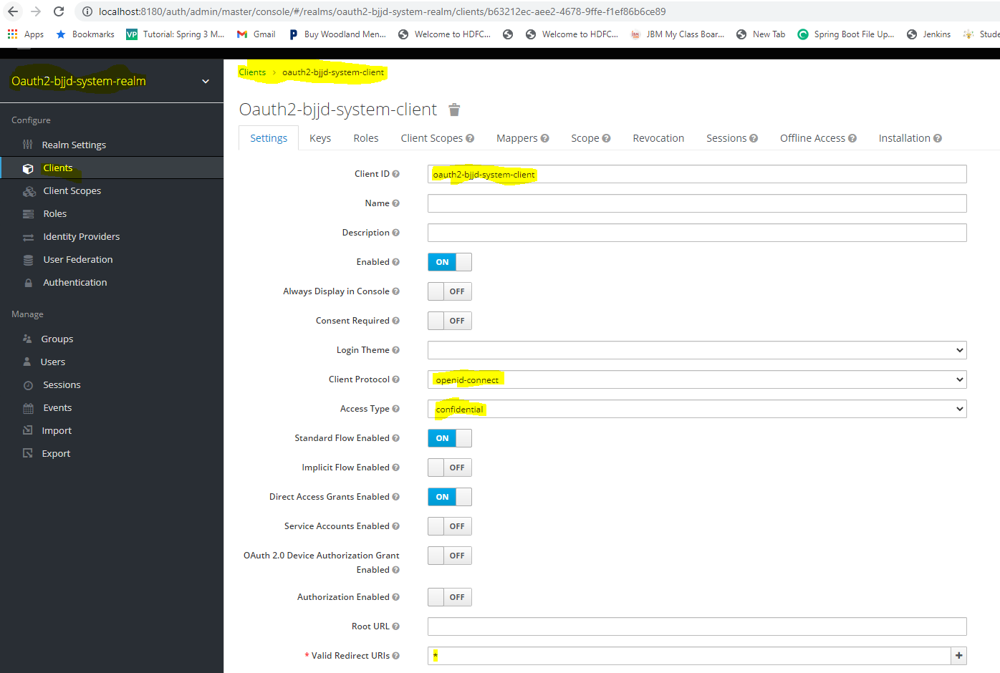 localhost:8180/auth/admin/master/console/#/realms/oauth2-bjjd-system-realm/clients/b63212ec-aee2-4678-9ffe-f1ef86b6ce89
Apps Bookmarks VP Tutorial: Spring 3 M... Gmail P Buy Woodland Men... Welcome to HDFC... Welcome to HDFC... JBM My Class Boar... New Tab Spring Boot File Up... Jenkins Stude
Oauth2-bjjd-system-realm
Configure
Realm Settings
Clients
Client Scopes
Roles
Identity Providers
User Federation
Authentication
Manage
Groups
Users
Sessions
Events
Import
Export
Clients > oauth2-bjjd-system-client
Oauth2-bjjd-system-client
Settings Keys Roles Client Scopes Mappers Scope Revocation Sessions Offline Access Installation
Client ID oauth2-bjjd-system-client
Name
Description
Enabled ON
Always Display in Console OFF
Consent Required OFF
Login Theme
Client Protocol openid-connect
Access Type confidential
Standard Flow Enabled ON
Implicit Flow Enabled OFF
Direct Access Grants Enabled ON
Service Accounts Enabled OFF
OAuth 2.0 Device Authorization Grant
Enabled OFF
Authorization Enabled OFF
Root URL
* Valid Redirect URIs * +